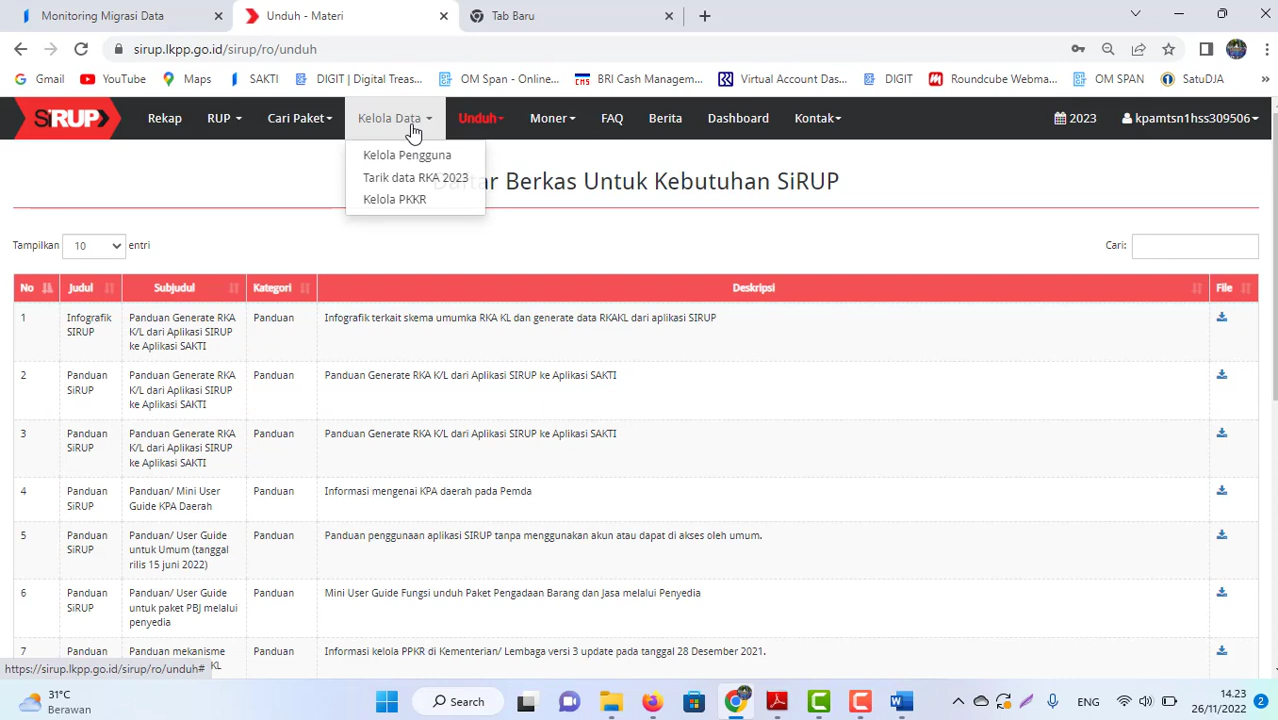 Monitoring Migrasi Data
Unduh - Materi
Tab Baru
sirup.lkpp.go.id/sirup/ro/unduh
Gmail
YouTube
Maps
SAKTI
DIGIT | Digital Treas...
OM Span - Online...
BRI Cash Managem...
Virtual Account Das...
DIGIT
Roundcube Webma...
OM SPAN
SatuDJA
SiRUP
Rekap
RUP
Cari Paket
Kelola Data
Unduh
Moner
FAQ
Berita
Dashboard
Kontak
2023
kpamtsn1hss309506
Kelola Pengguna
Tarik data RKA 2023
Kelola PKKR
Daftar Berkas Untuk Kebutuhan SiRUP
Tampilkan 10 entri
Cari:
No Judul Subjudul Kategori Deskripsi File
1
Infografik
SIRUP
Panduan Generate RKA
K/L dari Aplikasi SIRUP
ke Aplikasi SAKTI
Panduan
Infografik terkait skema umumka RKA KL dan generate data RKAKL dari aplikasi SIRUP
2
Panduan
SiRUP
Panduan Generate RKA
K/L dari Aplikasi SIRUP
ke Aplikasi SAKTI
Panduan
Panduan Generate RKA K/L dari Aplikasi SIRUP ke Aplikasi SAKTI
3
Panduan
SiRUP
Panduan Generate RKA
K/L dari Aplikasi SIRUP
ke Aplikasi SAKTI
Panduan
Panduan Generate RKA K/L dari Aplikasi SIRUP ke Aplikasi SAKTI
4
Panduan
SiRUP
Panduan/ Mini User
Guide KPA Daerah
Panduan
Informasi mengenai KPA daerah pada Pemda
5
Panduan
SiRUP
Panduan/ User Guide
untuk Umum (tanggal
rilis 15 juni 2022)
Panduan
Panduan penggunaan aplikasi SIRUP tanpa menggunakan akun atau dapat di akses oleh umum.
6
Panduan
SiRUP
Panduan/ User Guide
untuk paket PBJ melalui
penyedia
Panduan
Mini User Guide Fungsi unduh Paket Pengadaan Barang dan Jasa melalui Penyedia
7
Panduan
Panduan mekanisme
KL
Panduan
Informasi kelola PPKR di Kementerian/ Lembaga versi 3 update pada tanggal 28 Desember 2021.
https://sirup.lkpp.go.id/sirup/ro/unduh#
31°C
Berawan
Search
ENG
14.23
26/11/2022